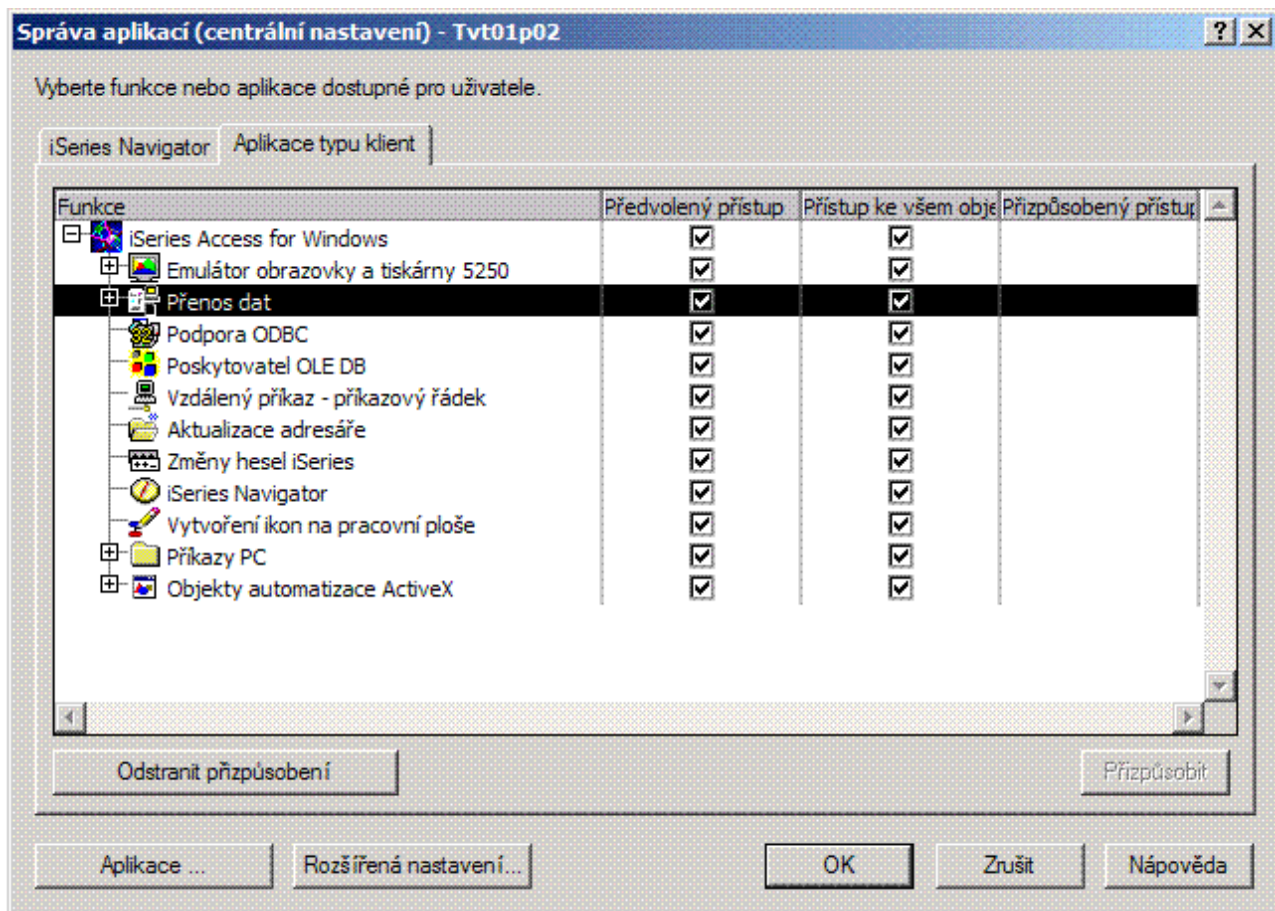 Správa aplikací (centrální nastavení) - Tvt01p02
Vyberte funkce nebo aplikace dostupné pro uživatele.
iSeries Navigator Aplikace typu klient
Funkce Předvolený přístup Přístup ke všem obje Přizpůsobený přístup
iSeries Access for Windows
Emulátor obrazovky a tiskárny 5250
Přenos dat
Podpora ODBC
Poskytovatel OLE DB
Vzdálený příkaz - příkazový řádek
Aktualizace adresáře
Změny hesel iSeries
iSeries Navigator
Vytvoření ikon na pracovní ploše
Příkazy PC
Objekty automatizace ActiveX
Odstranit přizpůsobení Přizpůsobit
Aplikace ... Rozšířená nastavení... OK Zrušit Nápověda